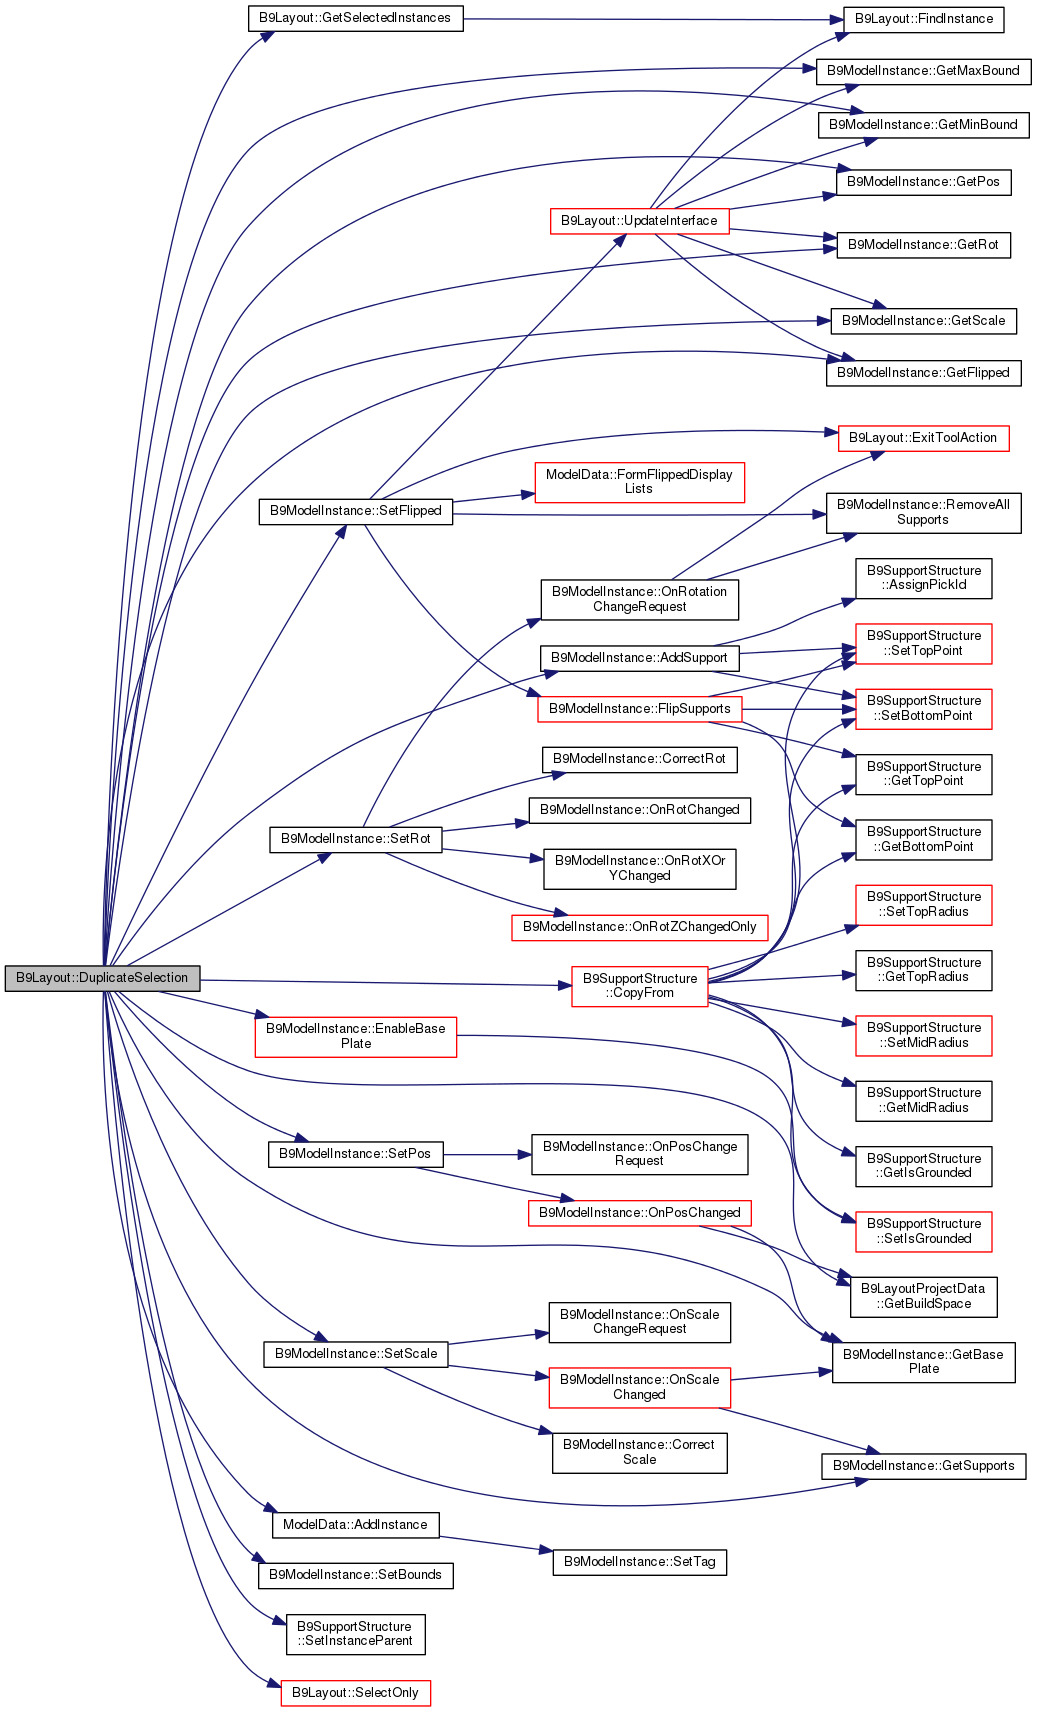 B9Layout::GetSelectedInstances
B9Layout::FindInstance
B9ModelInstance::GetMaxBound
B9ModelInstance::GetMinBound
B9ModelInstance::GetPos
B9Layout::UpdateInterface
B9ModelInstance::GetRot
B9ModelInstance::GetScale
B9ModelInstance::GetFlipped
B9Layout::ExitToolAction
ModelData::FormFlippedDisplay
Lists
B9ModelInstance::SetFlipped
B9ModelInstance::RemoveAll
Supports
B9SupportStructure
::AssignPickId
B9ModelInstance::OnRotation
ChangeRequest
B9SupportStructure
::SetTopPoint
B9ModelInstance::AddSupport
B9ModelInstance::FlipSupports
B9SupportStructure
::SetBottomPoint
B9ModelInstance::CorrectRot
B9SupportStructure
::GetTopPoint
B9ModelInstance::OnRotChanged
B9ModelInstance::SetRot
B9SupportStructure
::GetBottomPoint
B9ModelInstance::OnRotXOr
YChanged
B9SupportStructure
::SetTopRadius
B9ModelInstance::OnRotZChangedOnly
B9Layout::DuplicateSelection
B9SupportStructure
::CopyFrom
B9SupportStructure
::GetTopRadius
B9ModelInstance::EnableBase
Plate
B9SupportStructure
::SetMidRadius
B9SupportStructure
::GetMidRadius
B9ModelInstance::SetPos
B9ModelInstance::OnPosChange
Request
B9SupportStructure
::GetIsGrounded
B9ModelInstance::OnPosChanged
B9SupportStructure
::SetIsGrounded
B9LayoutProjectData
::GetBuildSpace
B9ModelInstance::OnScale
ChangeRequest
B9ModelInstance::SetScale
B9ModelInstance::GetBase
Plate
B9ModelInstance::OnScale
Changed
B9ModelInstance::Correct
Scale
B9ModelInstance::GetSupports
ModelData::AddInstance
B9ModelInstance::SetTag
B9ModelInstance::SetBounds
B9SupportStructure
::SetInstanceParent
B9Layout::SelectOnly